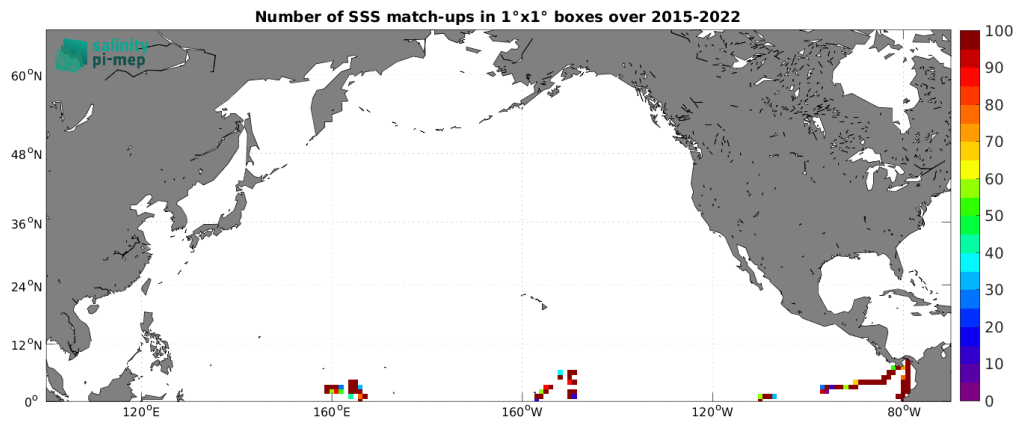 Number of SSS match-ups in 1°x1° boxes over 2015-2022
salinity
pi-mep
60°N
48°N
36°N
24°N
12°N
0°
120°E
160°E
160°W
120°W
80°W
100
90
80
70
60
50
40
30
20
10
0